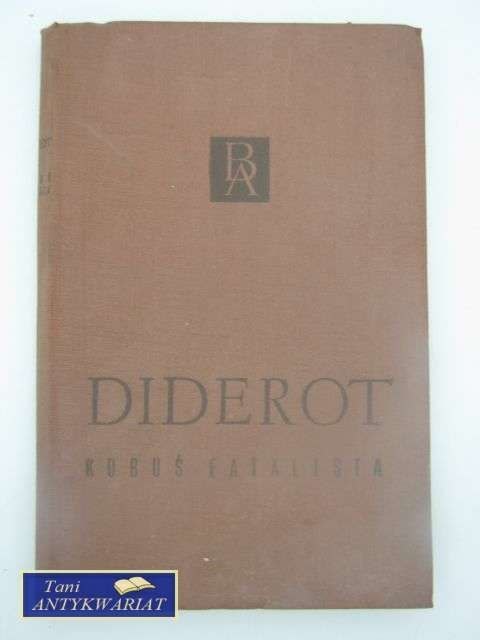 BA
DIDEROT
KUBUŚ FATALISTA
Tani
ANTYKWARIAT